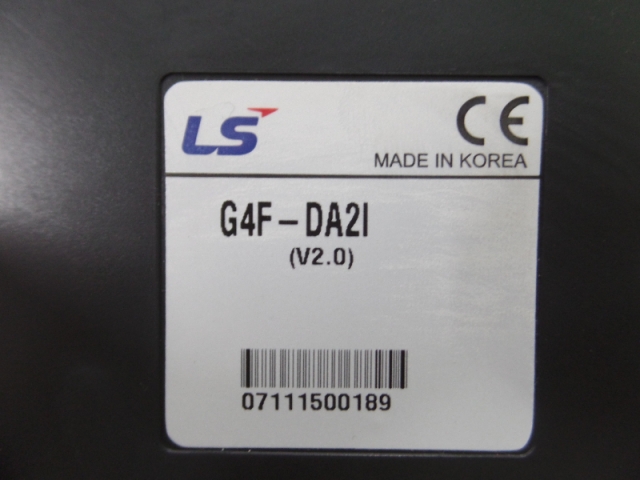 LS
CE
MADE IN KOREA
G4F-DA2I
(V2.0)
07111500189